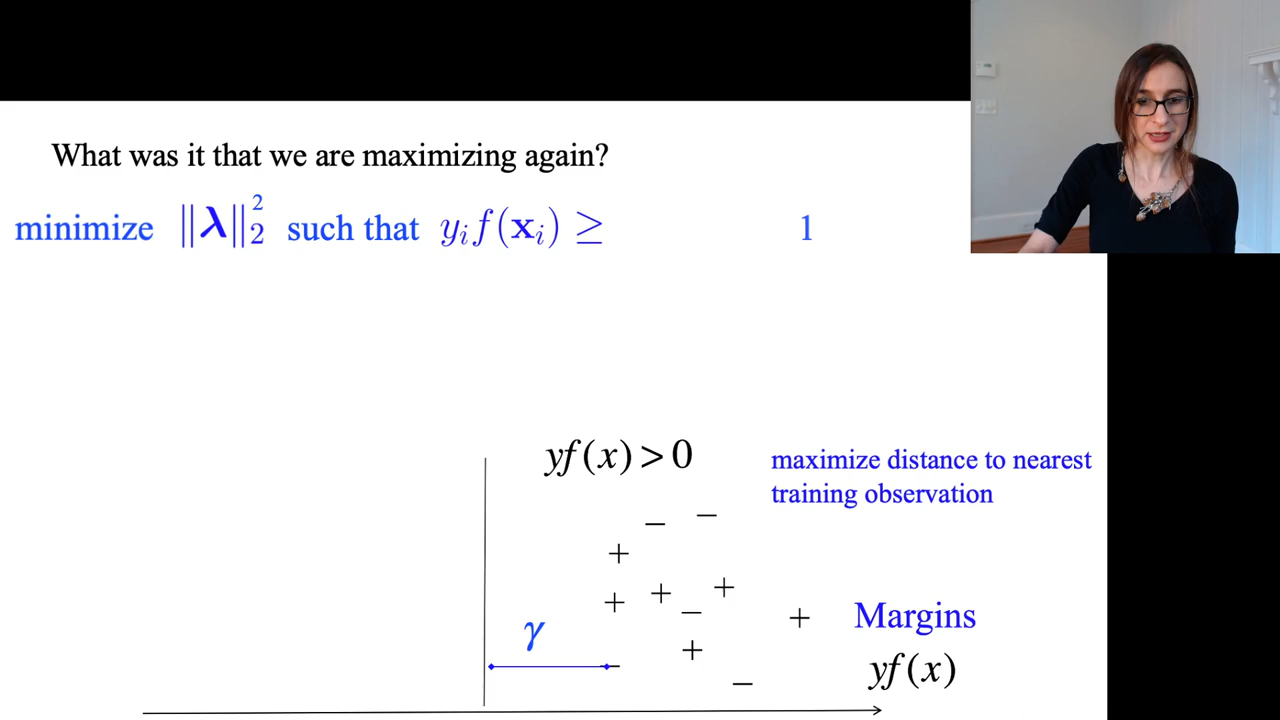 What was it that we are maximizing again?
minimize ‖λ‖₂² such that yᵢf(xᵢ) ≥ 1
yf(x) > 0
maximize distance to nearest
training observation
− −
+
+ + − +
γ
+ Margins
+
− − yf(x)